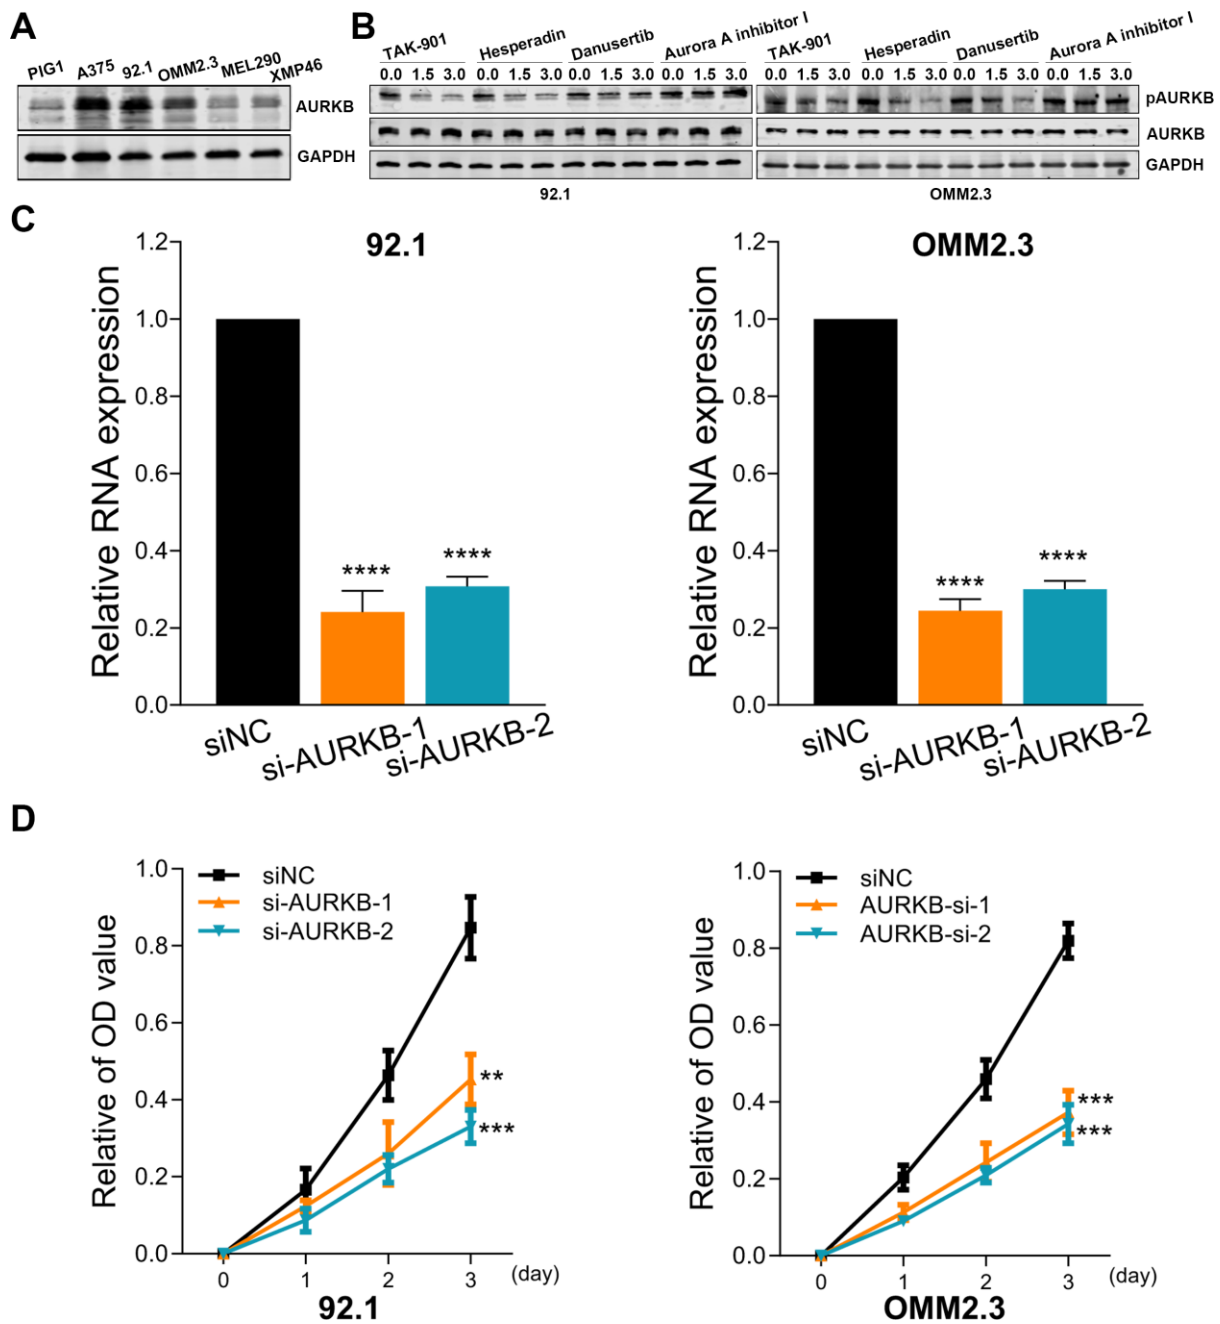 A
PIG1 A375 92.1 OMM2.3 MEL290 XMP46
AURKB
GAPDH
B
TAK-901 Hesperadin Danusertib Aurora A inhibitor I TAK-901 Hesperadin Danusertib Aurora A inhibitor I
0.0 1.5 3.0 0.0 1.5 3.0 0.0 1.5 3.0 0.0 1.5 3.0 0.0 1.5 3.0 0.0 1.5 3.0 0.0 1.5 3.0 0.0 1.5 3.0
pAURKB
AURKB
GAPDH
92.1 OMM2.3
C
92.1
Relative RNA expression
1.2
1.0
0.8
0.6
0.4
0.2
0.0
**** ****
siNC si-AURKB-1 si-AURKB-2
OMM2.3
Relative RNA expression
1.2
1.0
0.8
0.6
0.4
0.2
0.0
**** ****
siNC si-AURKB-1 si-AURKB-2
D
siNC
si-AURKB-1
si-AURKB-2
Relative of OD value
1.0
0.8
0.6
0.4
0.2
0.0
**
***
0 1 2 3 (day)
92.1
siNC
AURKB-si-1
AURKB-si-2
Relative of OD value
1.0
0.8
0.6
0.4
0.2
0.0
***
***
0 1 2 3 (day)
OMM2.3